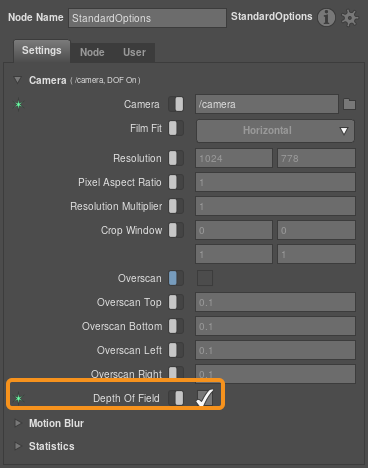 Node Name StandardOptions StandardOptions
Settings Node User
Camera ( /camera, DOF On )
Camera /camera
Film Fit Horizontal
Resolution 1024 778
Pixel Aspect Ratio 1
Resolution Multiplier 1
Crop Window 0 0
1 1
Overscan
Overscan Top 0.1
Overscan Bottom 0.1
Overscan Left 0.1
Overscan Right 0.1
Depth Of Field
Motion Blur
Statistics